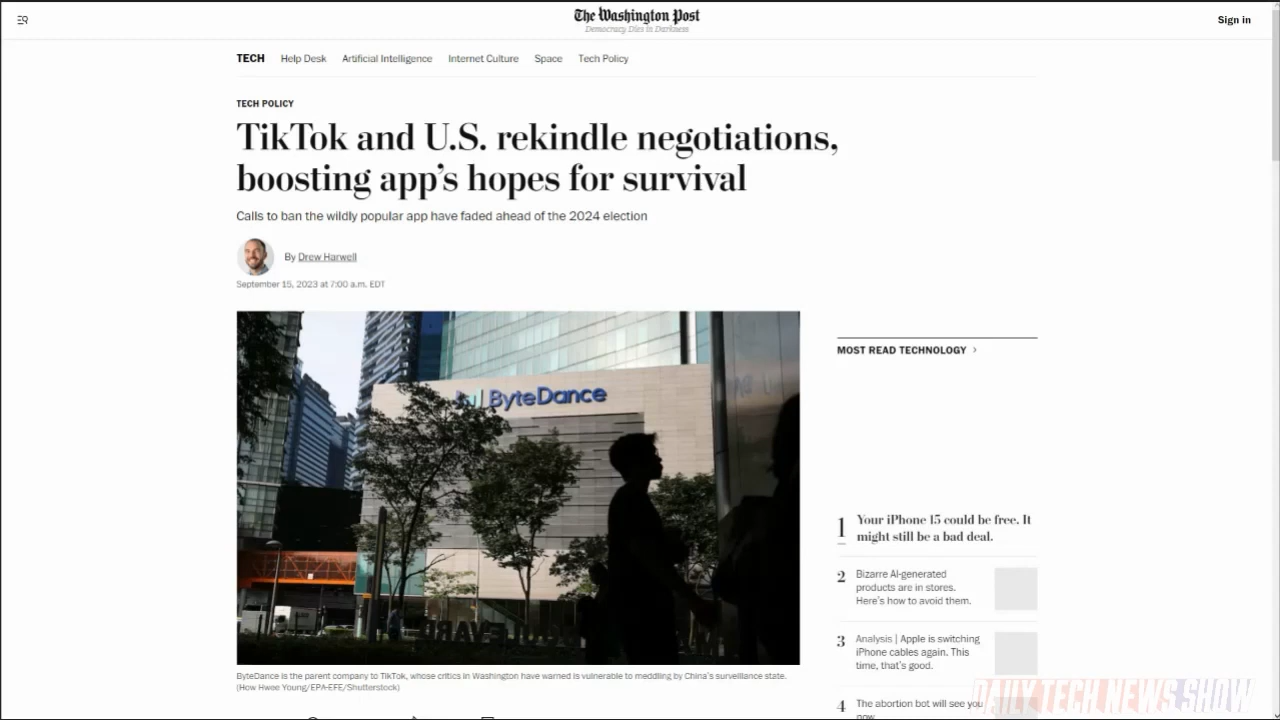 The Washington Post
Democracy Dies in Darkness
Sign in
TECH Help Desk Artificial Intelligence Internet Culture Space Tech Policy
TECH POLICY
TikTok and U.S. rekindle negotiations,
boosting app's hopes for survival
Calls to ban the wildly popular app have faded ahead of the 2024 election
By Drew Harwell
September 15, 2023 at 7:00 a.m. EDT
ByteDance
ByteDance is the parent company to TikTok, whose critics in Washington have warned is vulnerable to meddling by China's surveillance state.
(How Hwee Young/EPA-EFE/Shutterstock)
MOST READ TECHNOLOGY >
1 Your iPhone 15 could be free. It
might still be a bad deal.
2 Bizarre AI-generated
products are in stores.
Here's how to avoid them.
3 Analysis | Apple is switching
iPhone cables again. This
time, that's good.
4 The abortion bot will see you
now
DAILY TECH NEWS SHOW